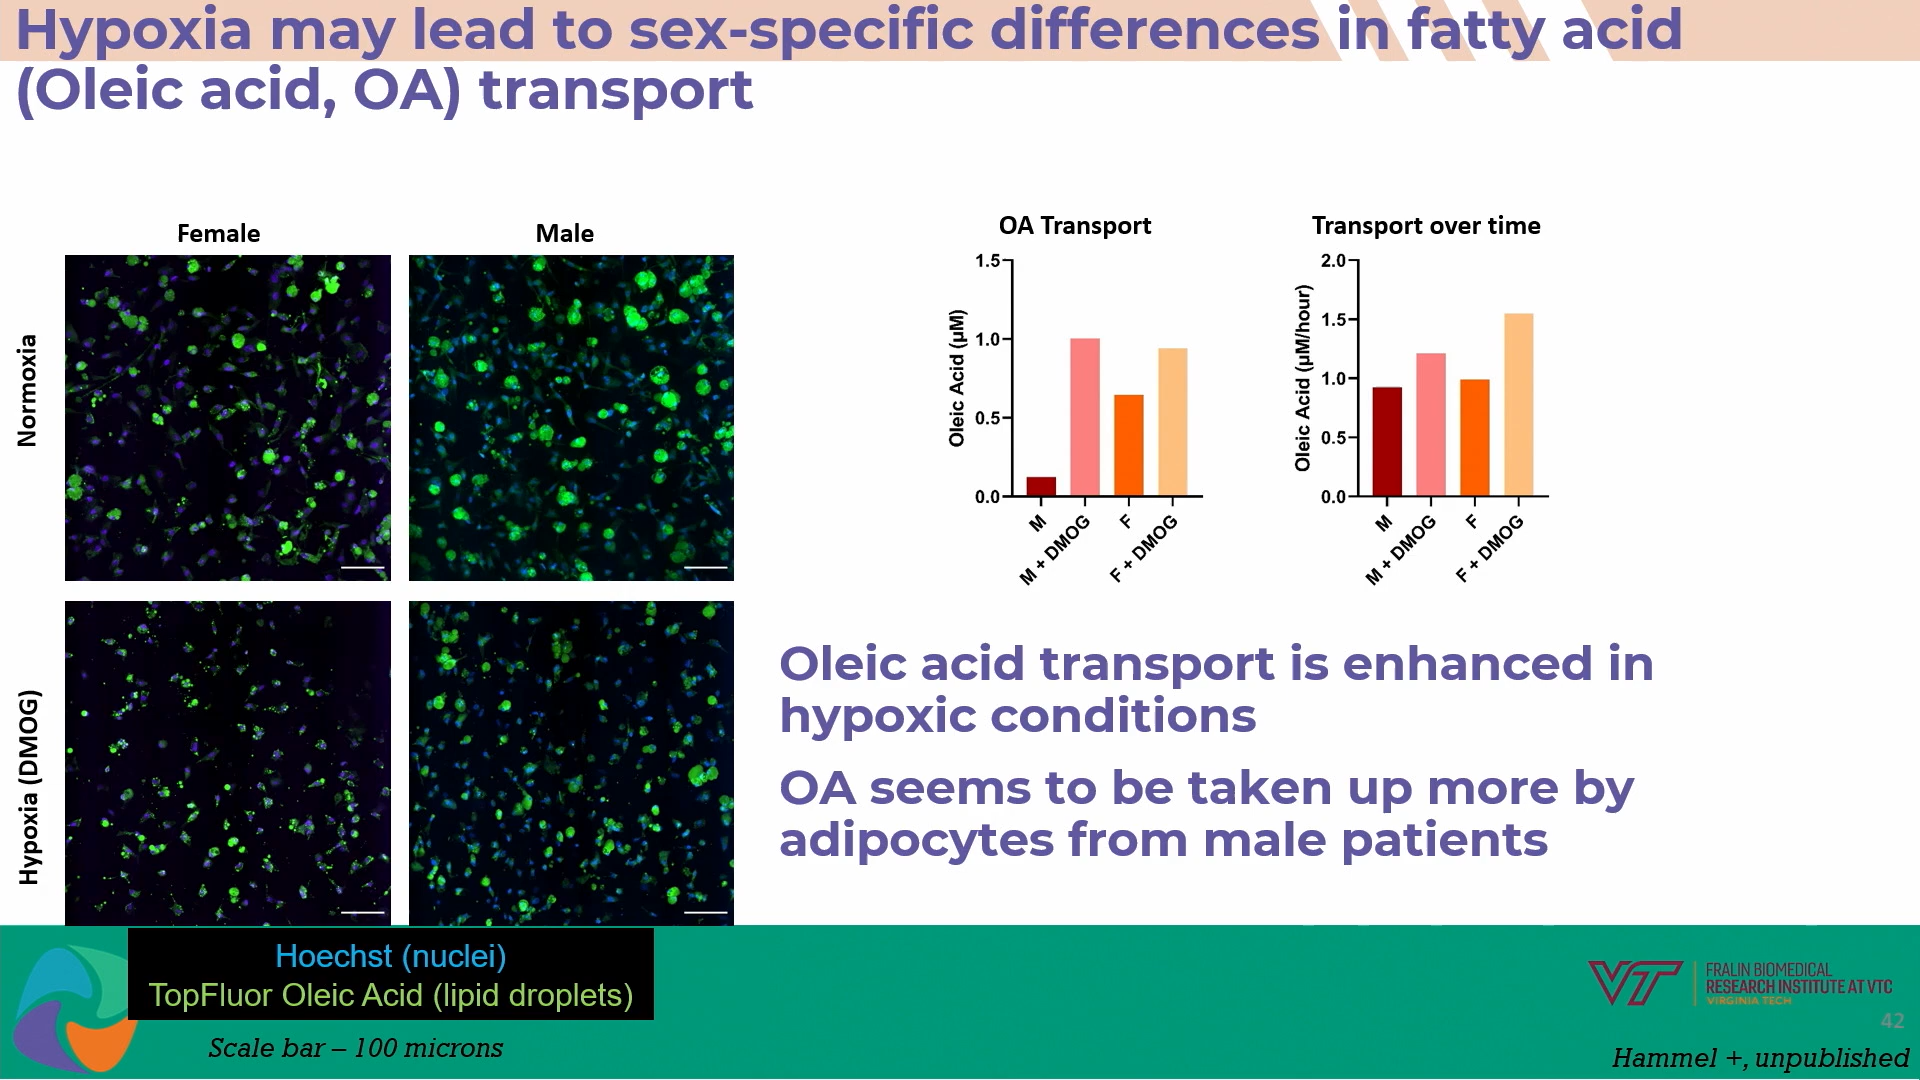 Hypoxia may lead to sex-specific differences in fatty acid
(Oleic acid, OA) transport
Female
Male
Normoxia
Hypoxia (DMOG)
OA Transport
Oleic Acid (µM)
1.5
1.0
0.5
0.0
M
M + DMOG
F
F + DMOG
Transport over time
Oleic Acid (µM/hour)
2.0
1.5
1.0
0.5
0.0
M
M + DMOG
F
F + DMOG
Oleic acid transport is enhanced in
hypoxic conditions
OA seems to be taken up more by
adipocytes from male patients
Hoechst (nuclei)
TopFluor Oleic Acid (lipid droplets)
Scale bar – 100 microns
VT
FRALIN BIOMEDICAL
RESEARCH INSTITUTE AT VTC
VIRGINIA TECH
42
Hammel +, unpublished